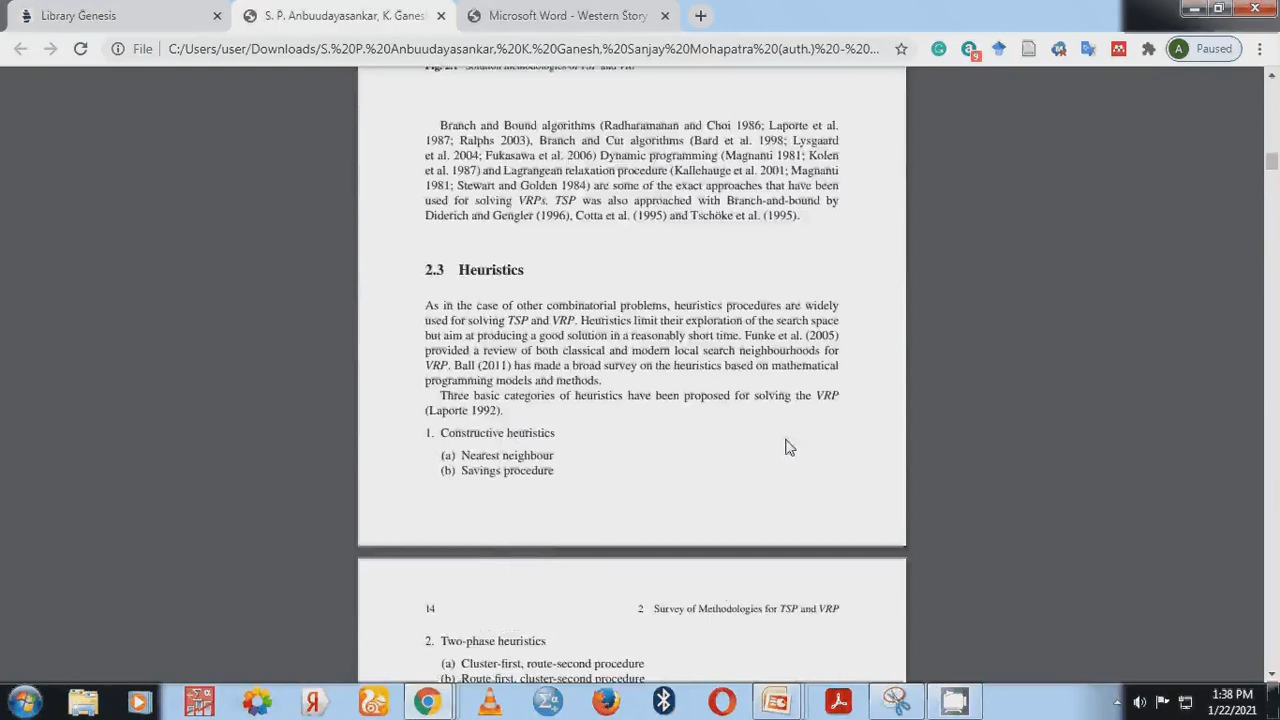 Library Genesis
S. P. Anbuudayasankar, K. Ganes
Microsoft Word - Western Story
File
C:/Users/user/Downloads/S.%20P.%20Anbuudayasankar,%20K.%20Ganesh,%20Sanjay%20Mohapatra%20(auth.)%20-%20...
9
A
Paused
Fig. 2.1 Solution methodologies of TSP and VRP
Branch and Bound algorithms (Radharamanan and Choi 1986; Laporte et al.
1987; Ralphs 2003), Branch and Cut algorithms (Bard et al. 1998; Lysgaard
et al. 2004; Fukasawa et al. 2006) Dynamic programming (Magnanti 1981; Kolen
et al. 1987) and Lagrangean relaxation procedure (Kallehauge et al. 2001; Magnanti
1981; Stewart and Golden 1984) are some of the exact approaches that have been
used for solving VRPs. TSP was also approached with Branch-and-bound by
Diderich and Gengler (1996), Cotta et al. (1995) and Tschöke et al. (1995).
2.3 Heuristics
As in the case of other combinatorial problems, heuristics procedures are widely
used for solving TSP and VRP. Heuristics limit their exploration of the search space
but aim at producing a good solution in a reasonably short time. Funke et al. (2005)
provided a review of both classical and modern local search neighbourhoods for
VRP. Ball (2011) has made a broad survey on the heuristics based on mathematical
programming models and methods.
Three basic categories of heuristics have been proposed for solving the VRP
(Laporte 1992).
1. Constructive heuristics
(a) Nearest neighbour
(b) Savings procedure
14
2 Survey of Methodologies for TSP and VRP
2. Two-phase heuristics
(a) Cluster-first, route-second procedure
(b) Route first, cluster-second procedure
1:38 PM
1/22/2021